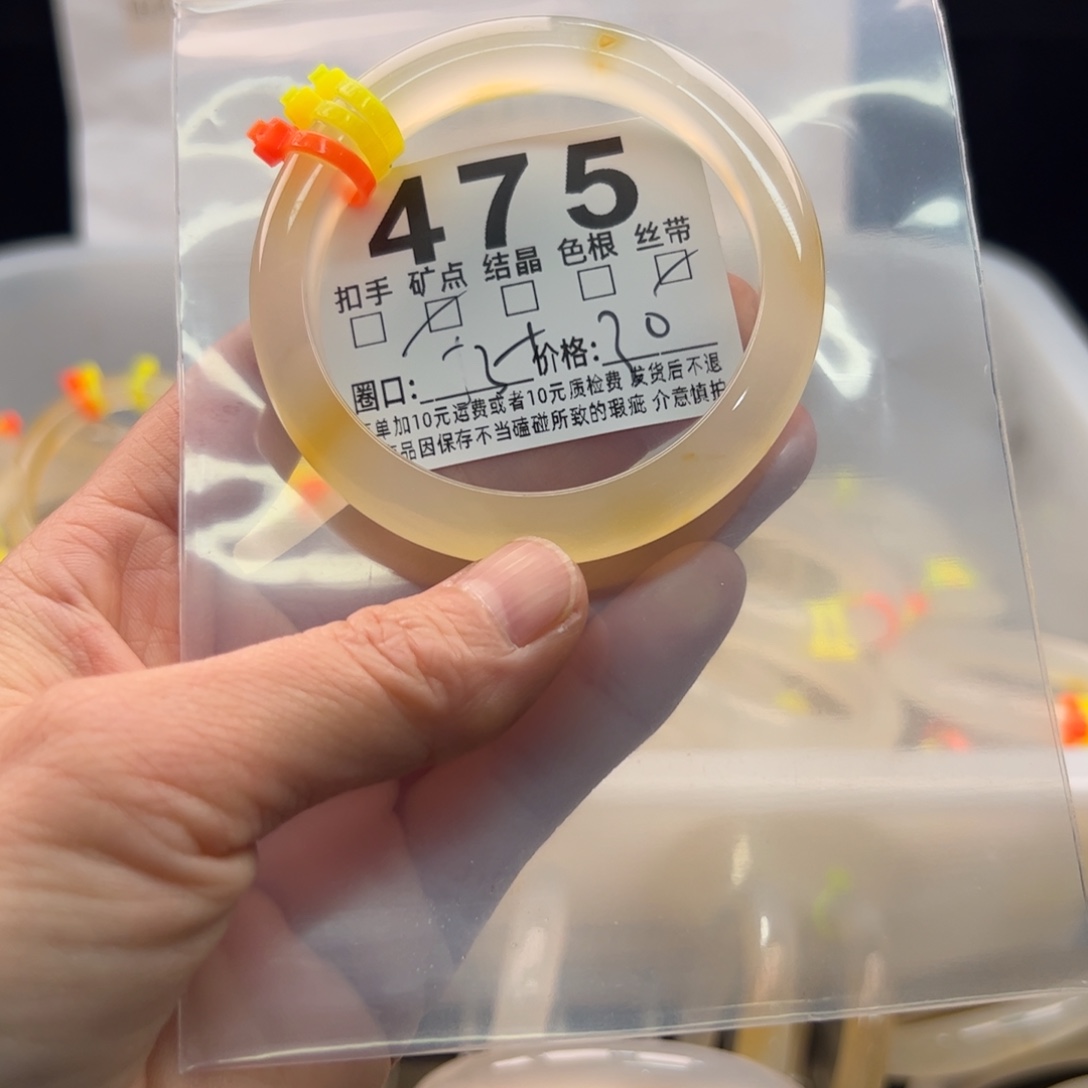 475
扣手 矿点 结晶 色根 丝带
圈口: 价格:
单加10元运费或者10元质检费 发货后不退
品因保存不当磕碰所致的瑕疵 介意慎拍